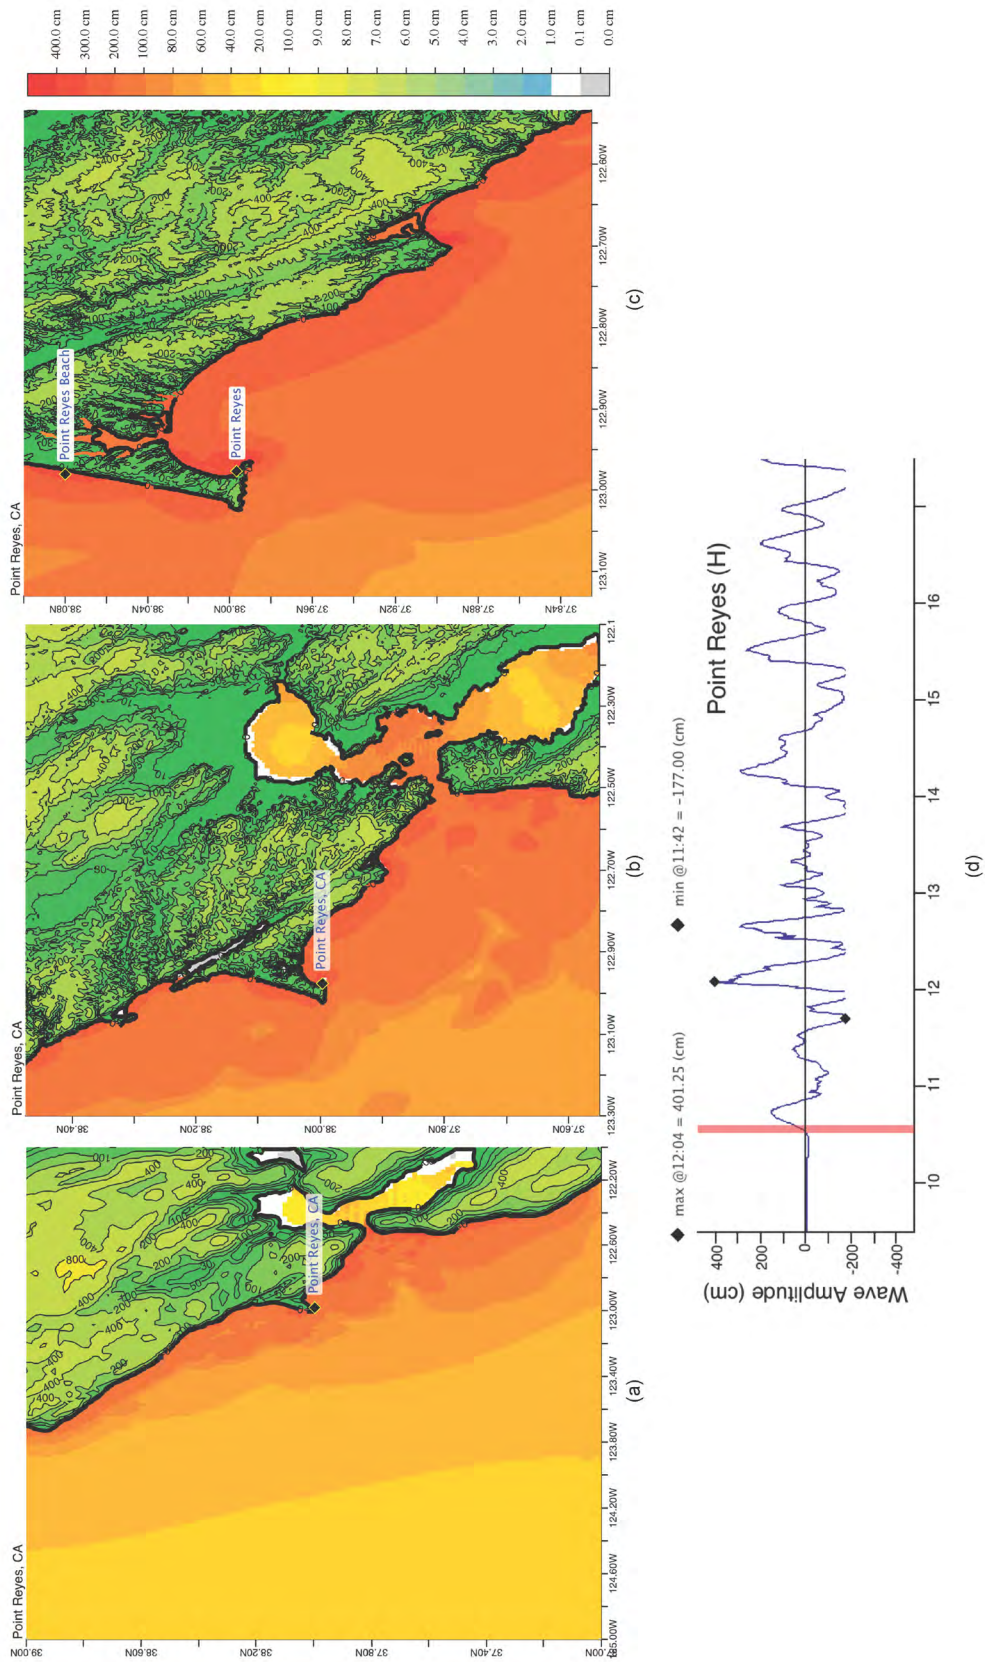 Point Reyes, CA
39.00N
38.60N
38.20N
37.80N
37.40N
37.00N
125.00W
124.60W
124.20W
123.80W
123.40W
123.00W
122.60W
122.20W
Point Reyes, CA
(a)
Point Reyes, CA
38.40N
38.20N
38.00N
37.80N
37.60N
123.30W
123.10W
122.90W
122.70W
122.50W
122.30W
122.1
Point Reyes, CA
(b)
Point Reyes, CA
38.08N
38.04N
38.00N
37.96N
37.92N
37.88N
37.84N
123.10W
123.00W
122.90W
122.80W
122.70W
122.60W
Point Reyes Beach
Point Reyes
(c)
400.0 cm
300.0 cm
200.0 cm
100.0 cm
80.0 cm
60.0 cm
40.0 cm
20.0 cm
10.0 cm
9.0 cm
8.0 cm
7.0 cm
6.0 cm
5.0 cm
4.0 cm
3.0 cm
2.0 cm
1.0 cm
0.1 cm
0.0 cm
max @12:04 = 401.25 (cm)
min @11:42 = -177.00 (cm)
Point Reyes (H)
Wave Amplitude (cm)
400
200
0
-200
-400
10
11
12
13
14
15
16
(d)